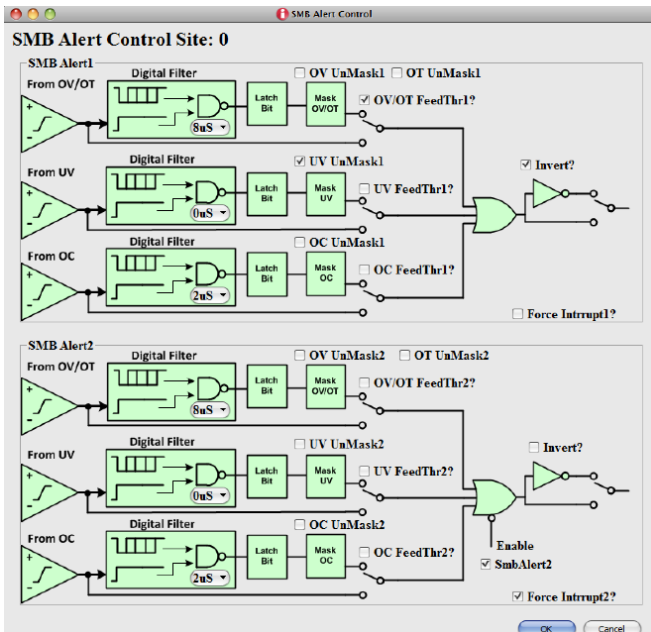 SMB Alert Control
SMB Alert Control Site: 0
SMB Alert1
From OV/OT
Digital Filter
OV UnMask1 OT UnMask1
8uS
Latch Bit
Mask OV/OT
OV/OT FeedThr1?
From UV
Digital Filter
UV UnMask1
0uS
Latch Bit
Mask UV
UV FeedThr1?
Invert?
From OC
Digital Filter
OC UnMask1
2uS
Latch Bit
Mask OC
OC FeedThr1?
Force Intrrupt1?
SMB Alert2
From OV/OT
Digital Filter
OV UnMask2 OT UnMask2
8uS
Latch Bit
Mask OV/OT
OV/OT FeedThr2?
From UV
Digital Filter
UV UnMask2
0uS
Latch Bit
Mask UV
UV FeedThr2?
Invert?
From OC
Digital Filter
OC UnMask2
2uS
Latch Bit
Mask OC
OC FeedThr2?
Enable
SmbAlert2
Force Intrrupt2?
OK Cancel